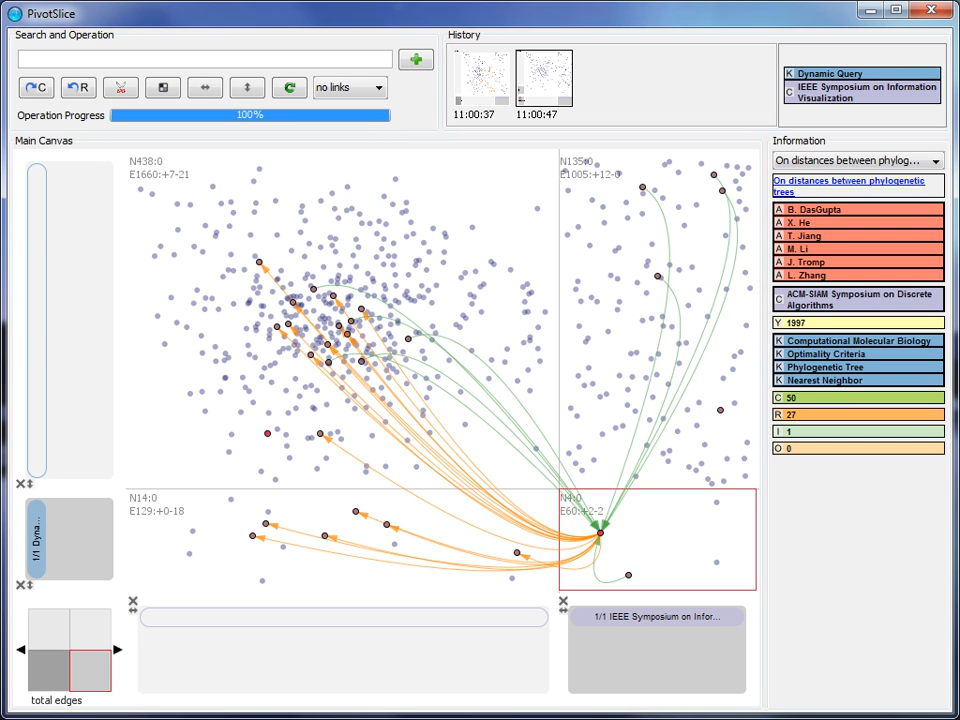 PivotSlice
Search and Operation
History
C
R
no links
Operation Progress
100%
11:00:37
11:00:47
K Dynamic Query
C IEEE Symposium on Information
Visualization
Main Canvas
Information
N438:0
E1660:+7-21
N135:0
E1005:+12-0
On distances between phylog...
On distances between phylogenetic
trees
A B. DasGupta
A X. He
A T. Jiang
A M. Li
A J. Tromp
A L. Zhang
C ACM-SIAM Symposium on Discrete
Algorithms
Y 1997
K Computational Molecular Biology
K Optimality Criteria
K Phylogenetic Tree
K Nearest Neighbor
C 50
R 27
I 1
O 0
1/1 Dyna...
N14:0
E129:+0-18
N4:0
E60:+2-2
1/1 IEEE Symposium on Infor...
total edges